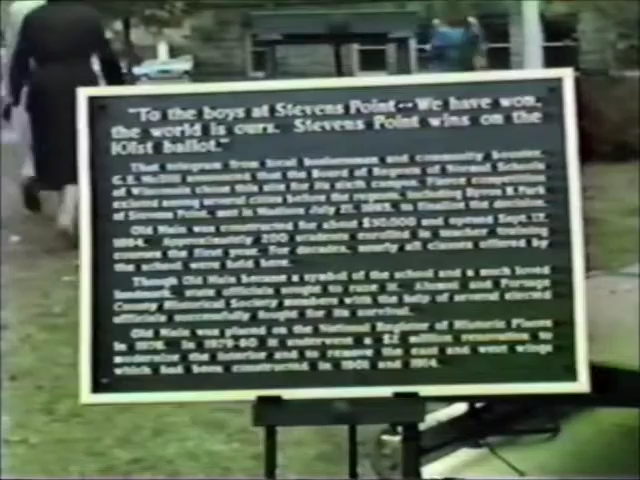 "To the boys at Stevens Point--We have won,
the world is ours. Stevens Point wins on the
101st ballot."
That telegram from local businessman and community booster,
C.E. announced that the Board of Regents of Normal Schools
of Wisconsin chose this site for its sixth campus. Fierce competition
existed among several cities before the regents, including Byron B. Park
of Stevens Point, met in Madison July 21, 1893, to finalize the decision.
Old Main was constructed for about $50,000 and opened Sept. 17,
1894. Approximately 200 students enrolled in teacher training
courses the first year. For decades, nearly all classes offered by
the school were held here.
Though Old Main became a symbol of the school and a much loved
landmark, state officials sought to raze it. Alumni and Portage
County Historical Society members with the help of several elected
officials successfully fought for its survival.
Old Main was placed on the National Register of Historic Places
in 1976. In 1979-80 it underwent a $2 million renovation to
modernize the interior and to remove the east and west wings
which had been constructed in 1901 and 1914.